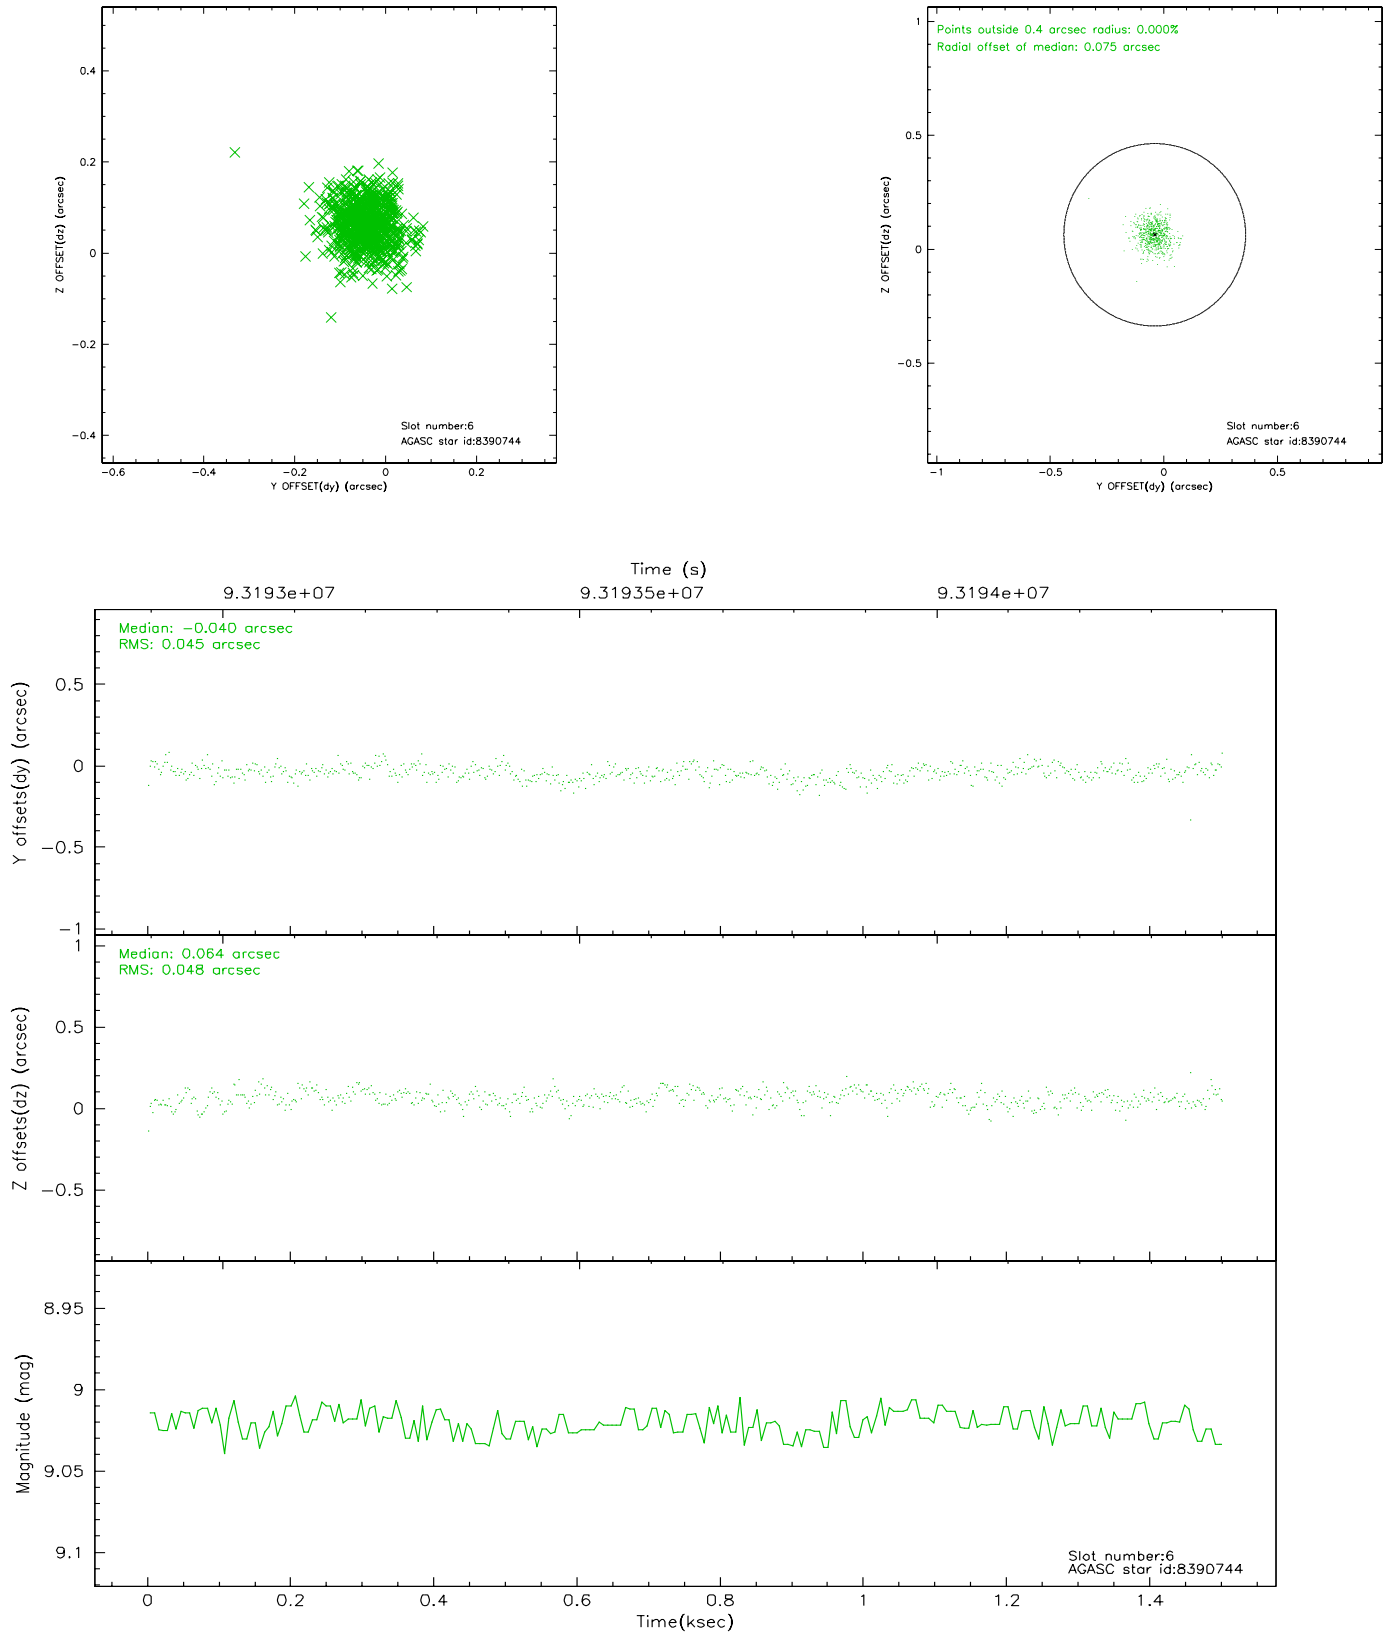 0.4
0.2
0
−0.2
−0.4
Z OFFSET(dz) (arcsec)
Slot number:6
AGASC star id:8390744
−0.6
−0.4
−0.2
0
0.2
Y OFFSET(dy) (arcsec)
Points outside 0.4 arcsec radius: 0.000%
Radial offset of median: 0.075 arcsec
1
0.5
0
−0.5
Z OFFSET(dz) (arcsec)
Slot number:6
AGASC star id:8390744
−1
−0.5
0
0.5
Y OFFSET(dy) (arcsec)
Time (s)
9.3193e+07
9.31935e+07
9.3194e+07
Median: −0.040 arcsec
RMS: 0.045 arcsec
0.5
0
−0.5
−1
Y offsets(dy) (arcsec)
Median: 0.064 arcsec
RMS: 0.048 arcsec
1
0.5
0
−0.5
Z offsets(dz) (arcsec)
8.95
9
9.05
9.1
Magnitude (mag)
Slot number:6
AGASC star id:8390744
0
0.2
0.4
0.6
0.8
1
1.2
1.4
Time(ksec)